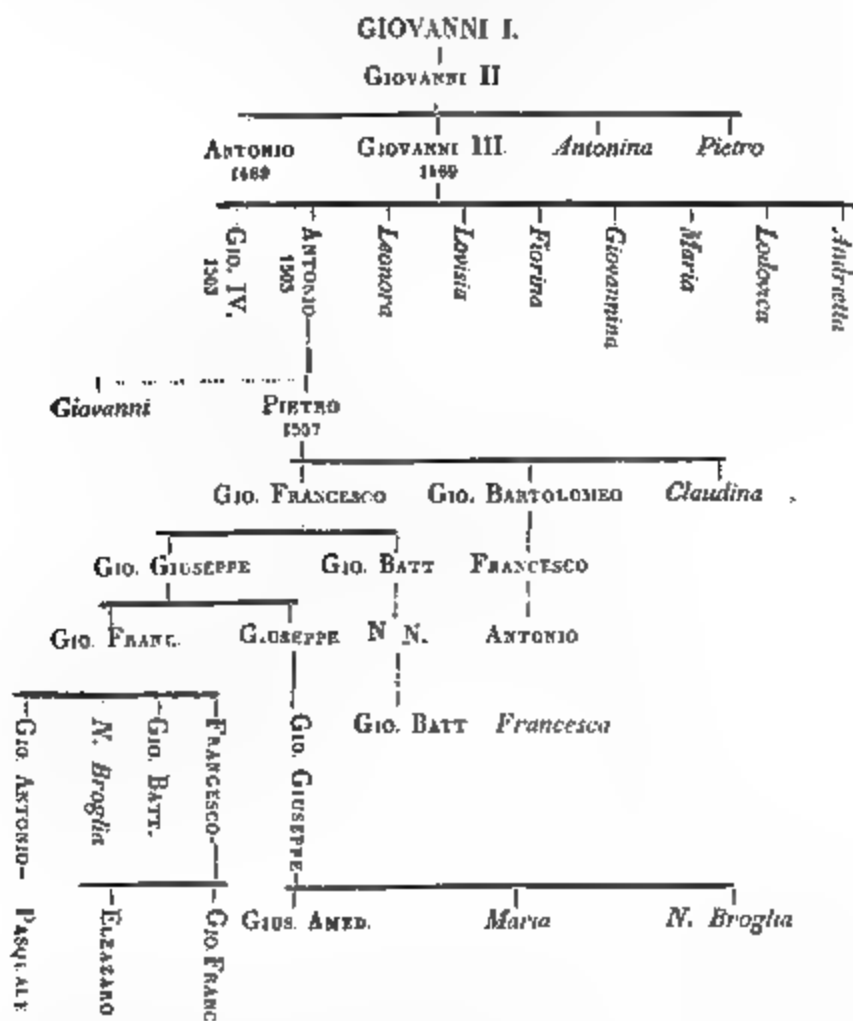 GIOVANNI I.
GIOVANNI II
ANTONIO GIOVANNI III. Antonina Pietro
1469 1469
GIO. IV. ANTONIO Leonora Lovisia Fiorina Giovannina Maria Lodovica Andrietta
1503 1503
Giovanni PIETRO
1557
GIO. FRANCESCO GIO. BARTOLOMEO Claudina
GIO. GIUSEPPE GIO. BATT FRANCESCO
GIO. FRANC. GIUSEPPE N N. ANTONIO
GIO. BATT Francesca
GIO. ANTONIO— N. Broglia GIO. BATT. FRANCESCO— GIO. GIUSEPPE
PASQUALE ELZAZARO GIO. FRANC GIUS. AMED. Maria N. Broglia